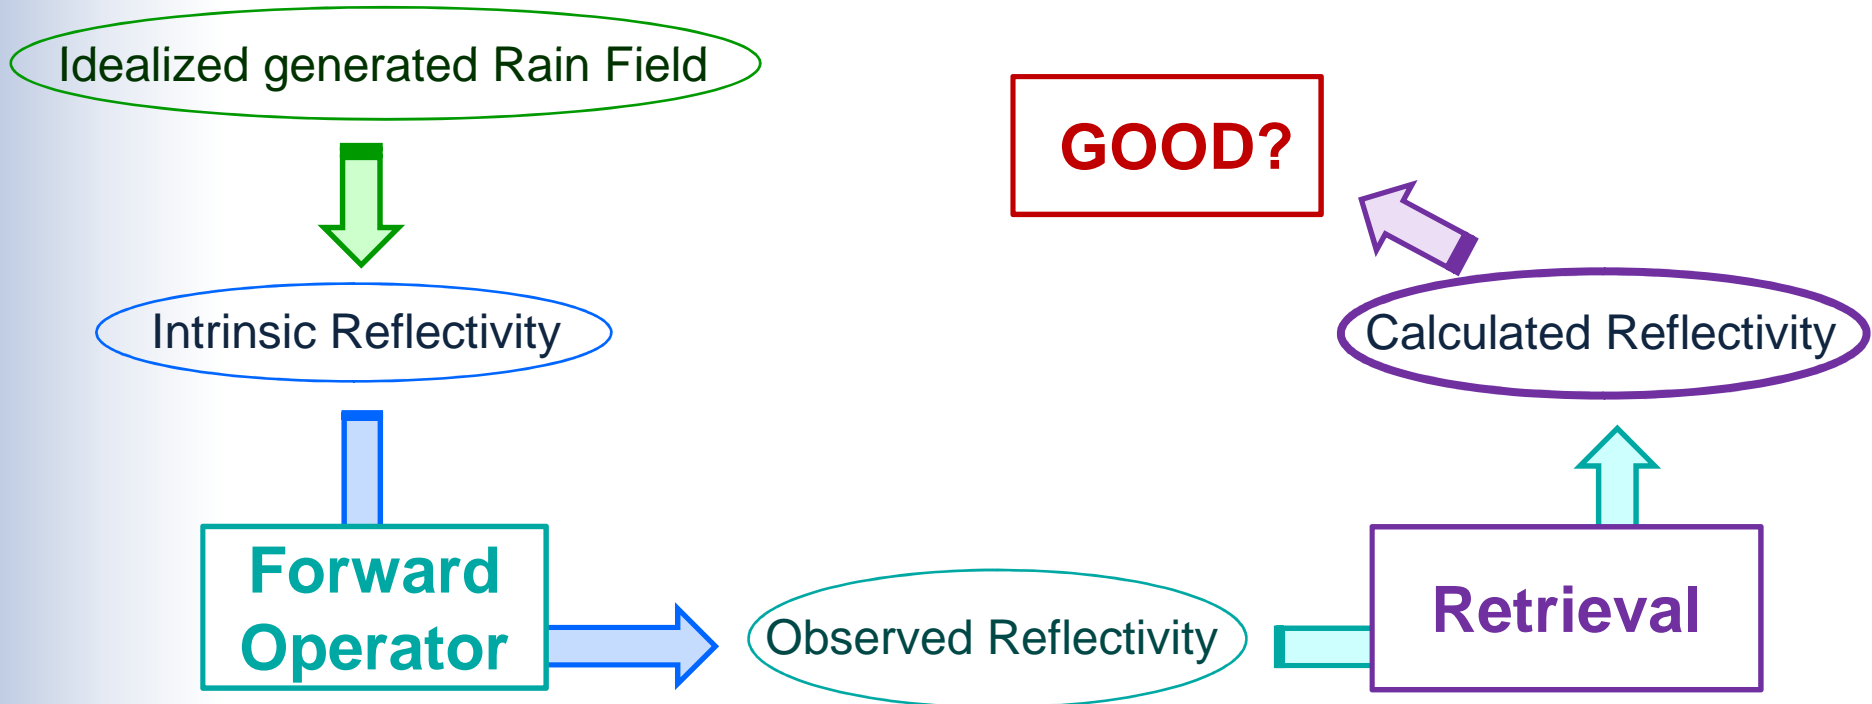 Idealized generated Rain Field
Intrinsic Reflectivity
Forward
Operator
Observed Reflectivity
Retrieval
Calculated Reflectivity
GOOD?